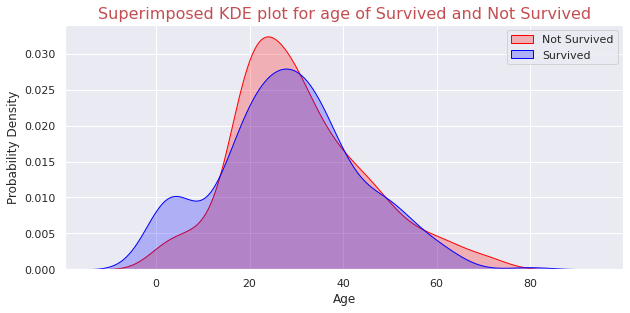 Superimposed KDE plot for age of Survived and Not Survived
Not Survived
Survived
Probability Density
0.030
0.025
0.020
0.015
0.010
0.005
0.000
0 20 40 60 80
Age